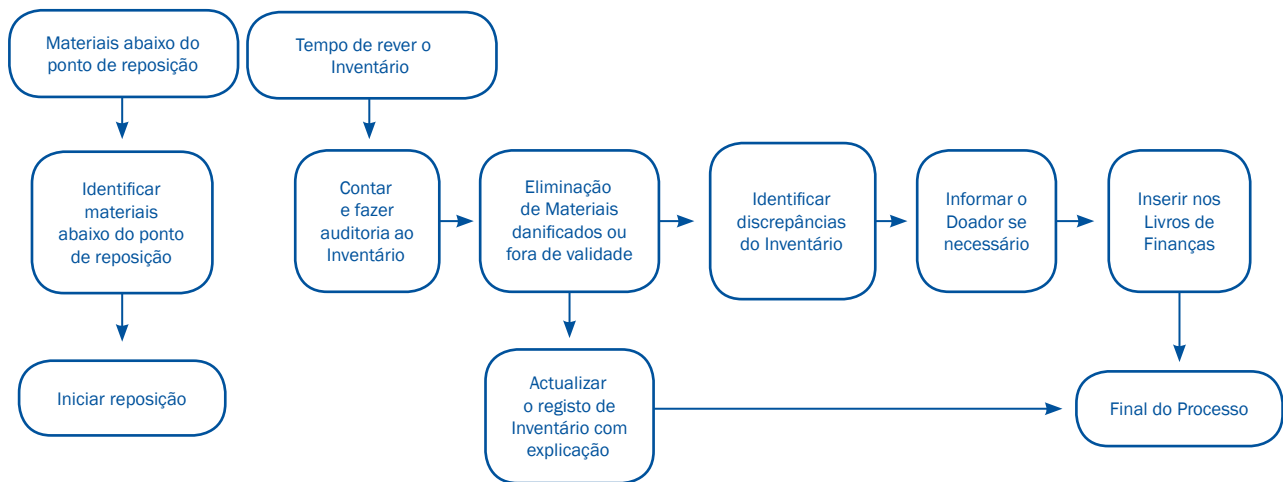 Materiais abaixo do
ponto de reposição
Tempo de rever o
Inventário
Identificar
materiais
abaixo do ponto
de reposição
Contar
e fazer
auditoria ao
Inventário
Eliminação
de Materiais
danificados ou
fora de validade
Identificar
discrepâncias
do Inventário
Informar o
Doador se
necessário
Inserir nos
Livros de
Finanças
Iniciar reposição
Actualizar
o registo de
Inventário com
explicação
Final do Processo